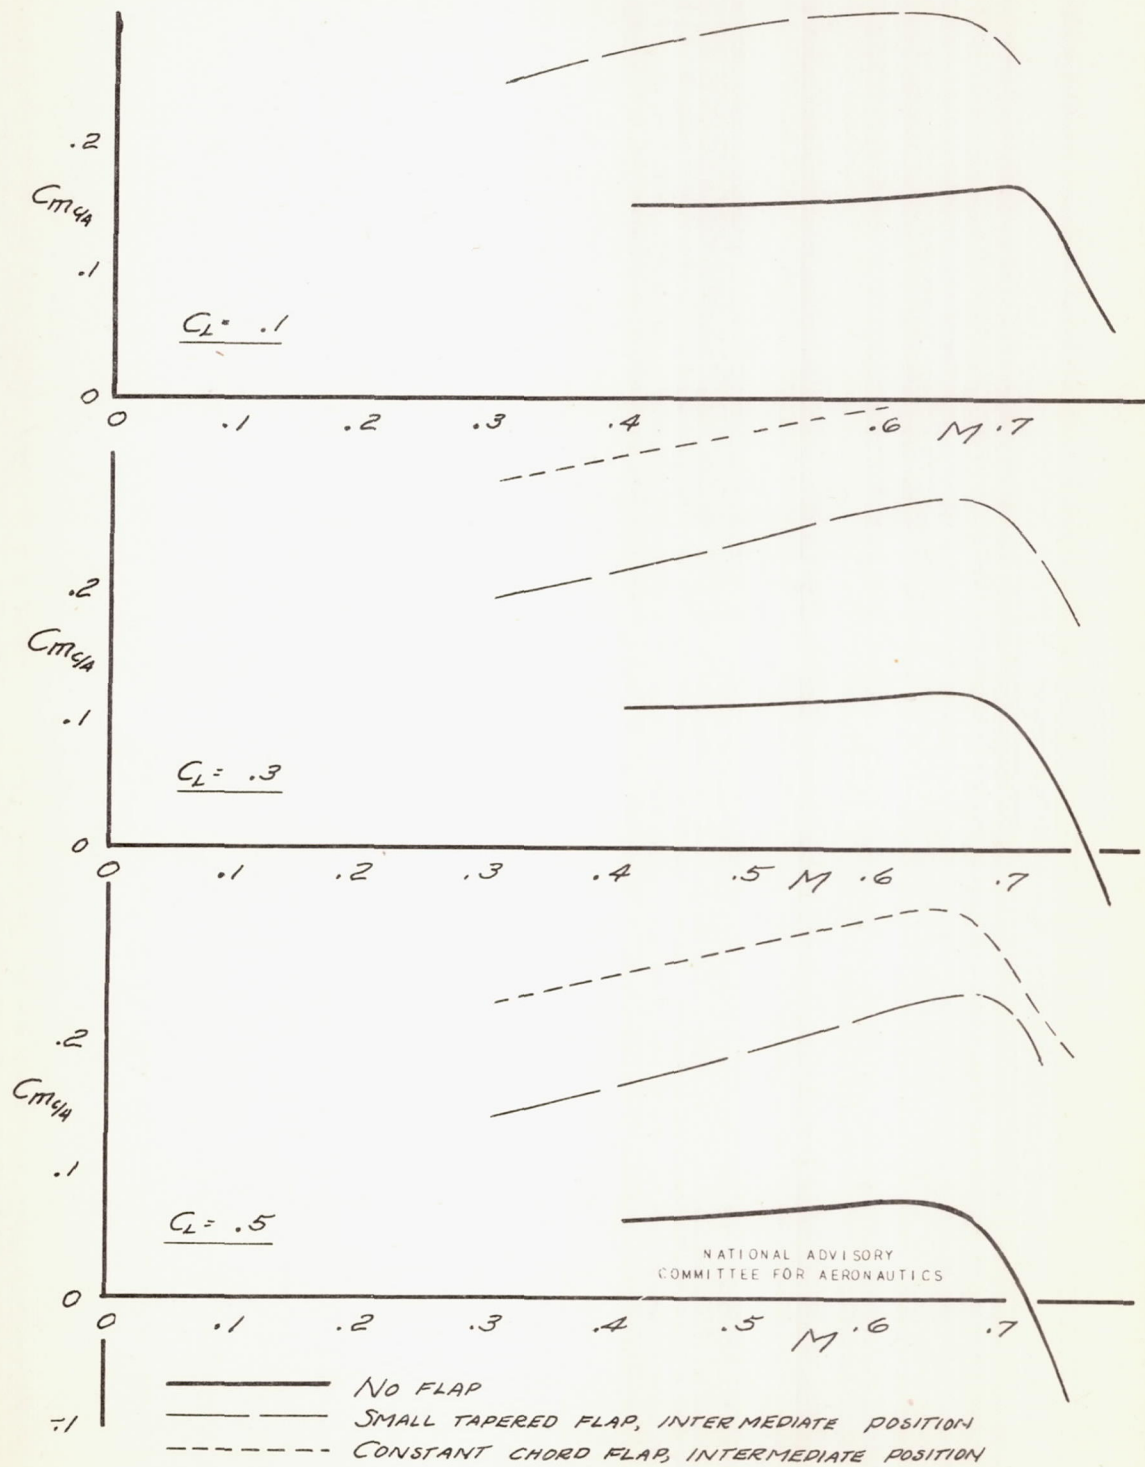 .2
Cmc/4
.1
CL= .1
0
0 .1 .2 .3 .4 .6 M .7
.2
Cmc/4
.1
CL= .3
0
0 .1 .2 .3 .4 .5 M .6 .7
.2
Cmc/4
.1
CL= .5
NATIONAL ADVISORY
COMMITTEE FOR AERONAUTICS
0
0 .1 .2 .3 .4 .5 M .6 .7
-.1
NO FLAP
SMALL TAPERED FLAP, INTERMEDIATE POSITION
CONSTANT CHORD FLAP, INTERMEDIATE POSITION